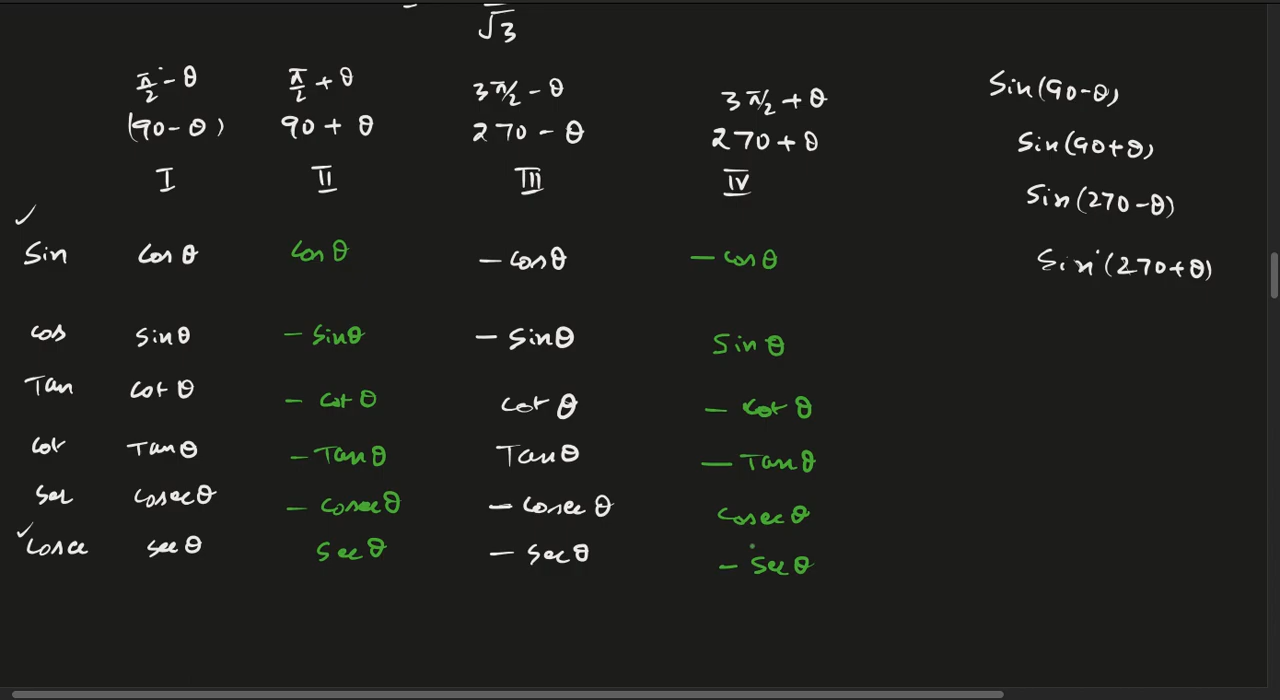 √3
π/2 - θ π/2 + θ 3π/2 - θ 3π/2 + θ
(90 - θ) 90 + θ 270 - θ 270 + θ
I II III IV
Sin Cos θ Cos θ - cos θ - cos θ
cos Sin θ - Sin θ - Sin θ Sin θ
Tan Cot θ - Cot θ Cot θ - Cot θ
Cot Tan θ - Tan θ Tan θ - Tan θ
Sec Cosec θ - Cosec θ - Cosec θ Cosec θ
Cosec sec θ Sec θ - Sec θ - Sec θ
Sin(90-θ)
Sin(90+θ)
Sin(270-θ)
Sin(270+θ)